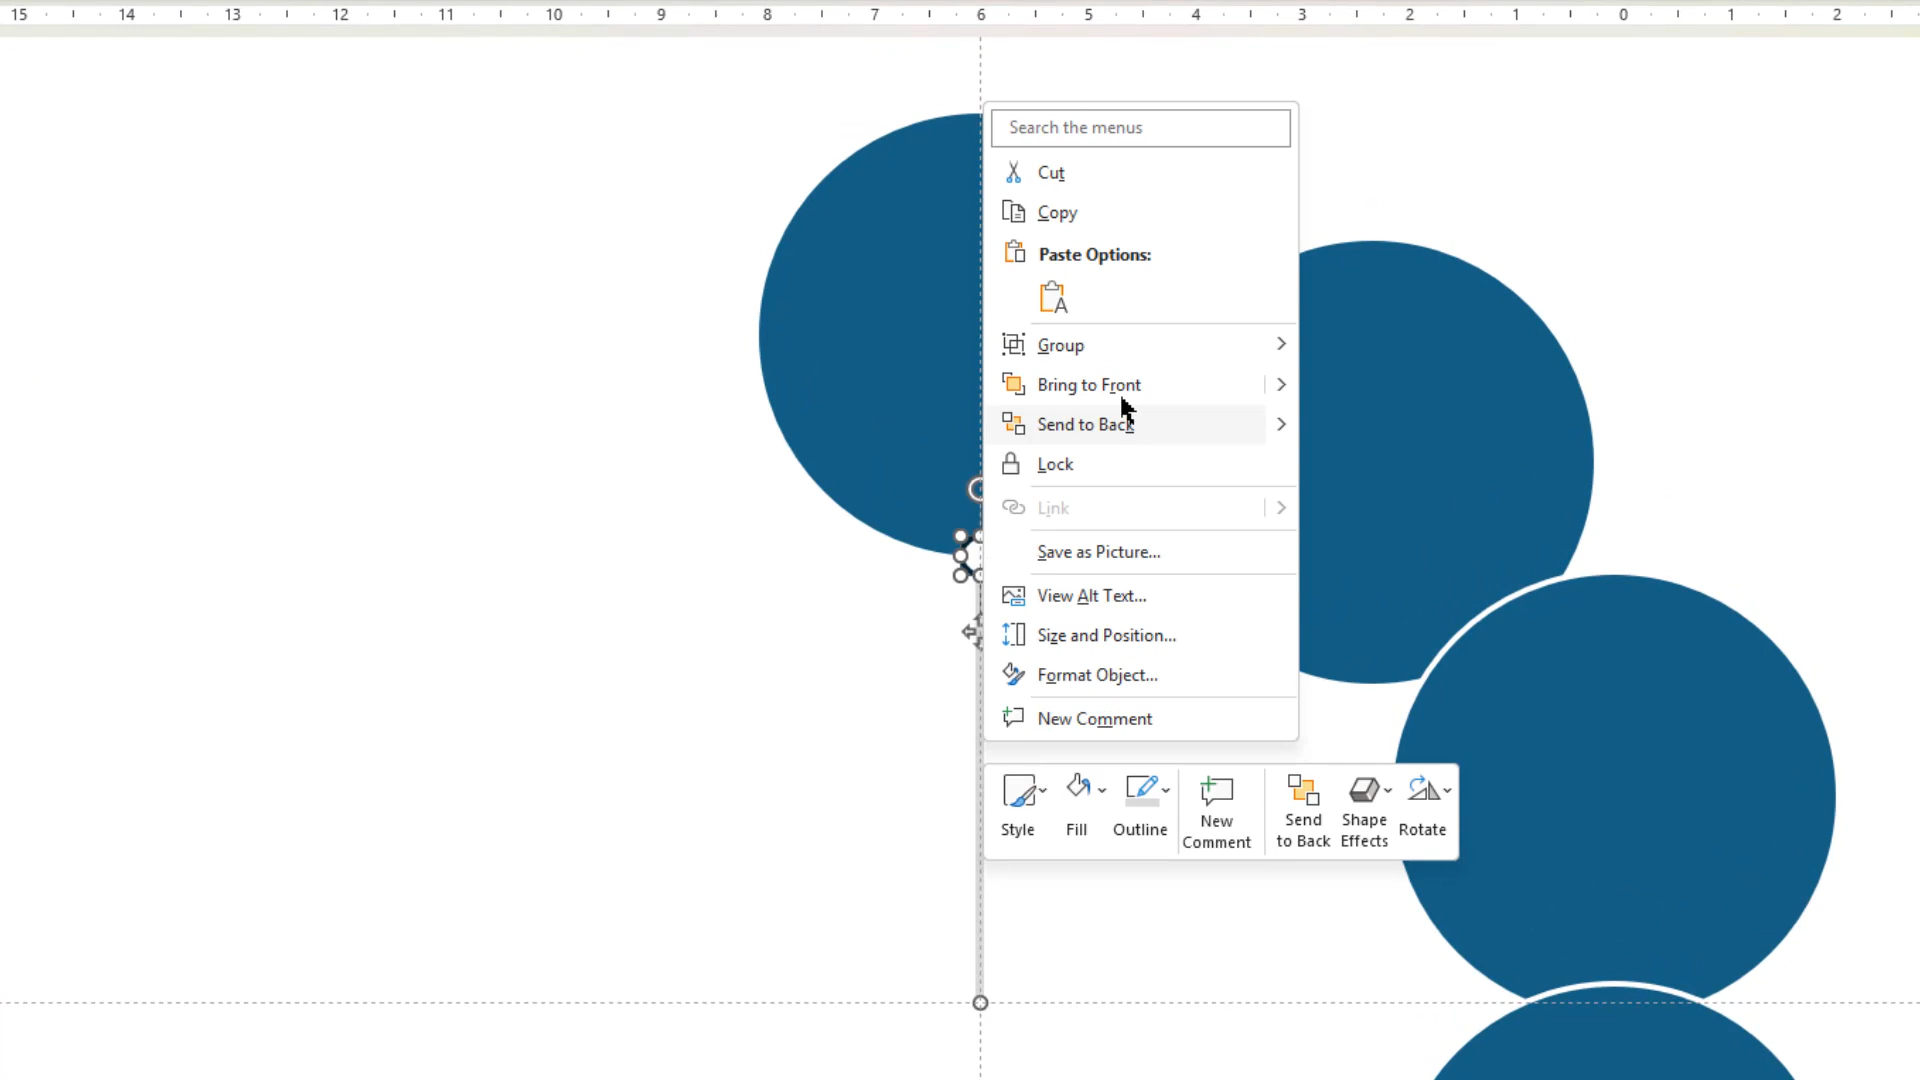 15 14 13 12 11 10 9 8 7 6 5 4 3 2 1 0 1 2
Search the menus
Cut
Copy
Paste Options:
A
Group
Bring to Front
Send to Back
Lock
Link
Save as Picture...
View Alt Text...
Size and Position...
Format Object...
New Comment
Style Fill Outline New Comment Send to Back Shape Effects Rotate